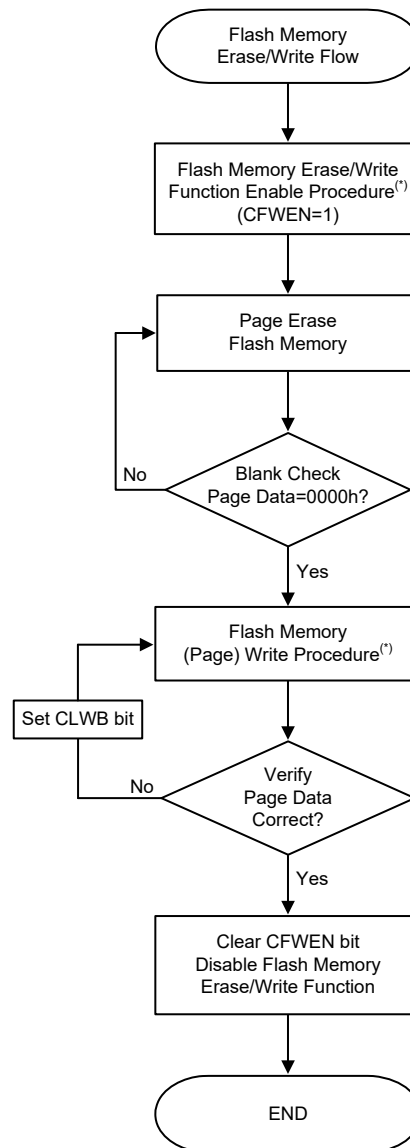 Flash Memory
Erase/Write Flow
Flash Memory Erase/Write
Function Enable Procedure(*)
(CFWEN=1)
Page Erase
Flash Memory
No
Blank Check
Page Data=0000h?
Yes
Flash Memory
(Page) Write Procedure(*)
Set CLWB bit
No
Verify
Page Data
Correct?
Yes
Clear CFWEN bit
Disable Flash Memory
Erase/Write Function
END